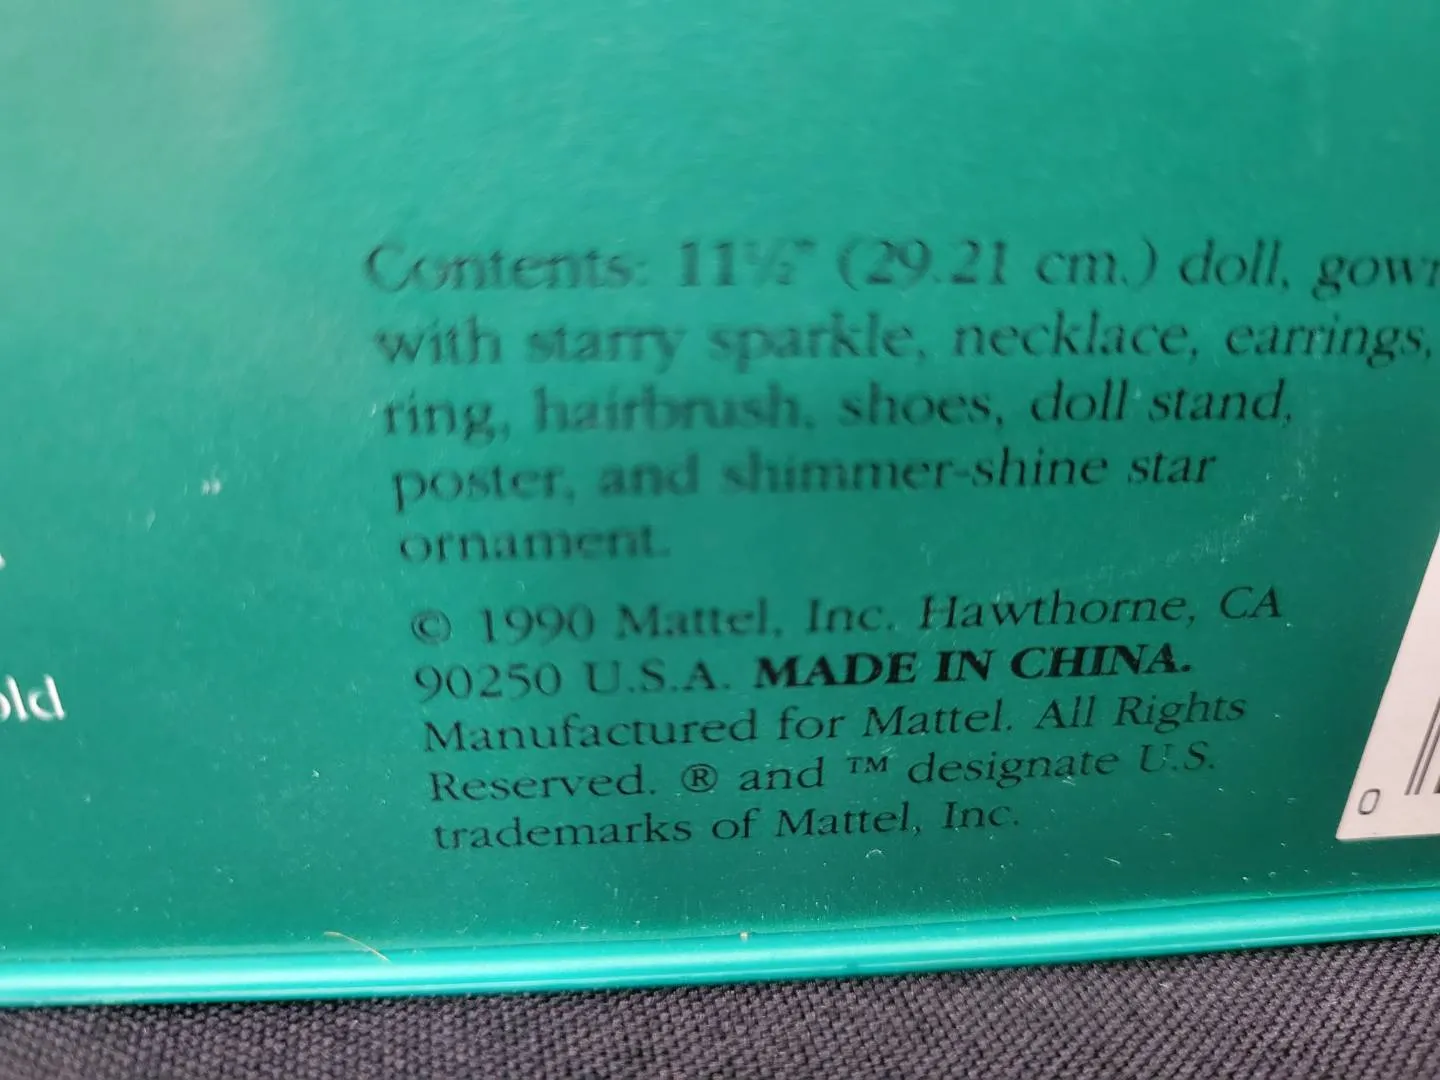 Contents: 11½" (29.21 cm.) doll, gown
with starry sparkle, necklace, earrings,
ring, hairbrush, shoes, doll stand,
poster, and shimmer-shine star
ornament.
© 1990 Mattel, Inc. Hawthorne, CA
90250 U.S.A. MADE IN CHINA.
Manufactured for Mattel. All Rights
Reserved. ® and ™ designate U.S.
trademarks of Mattel, Inc.
0